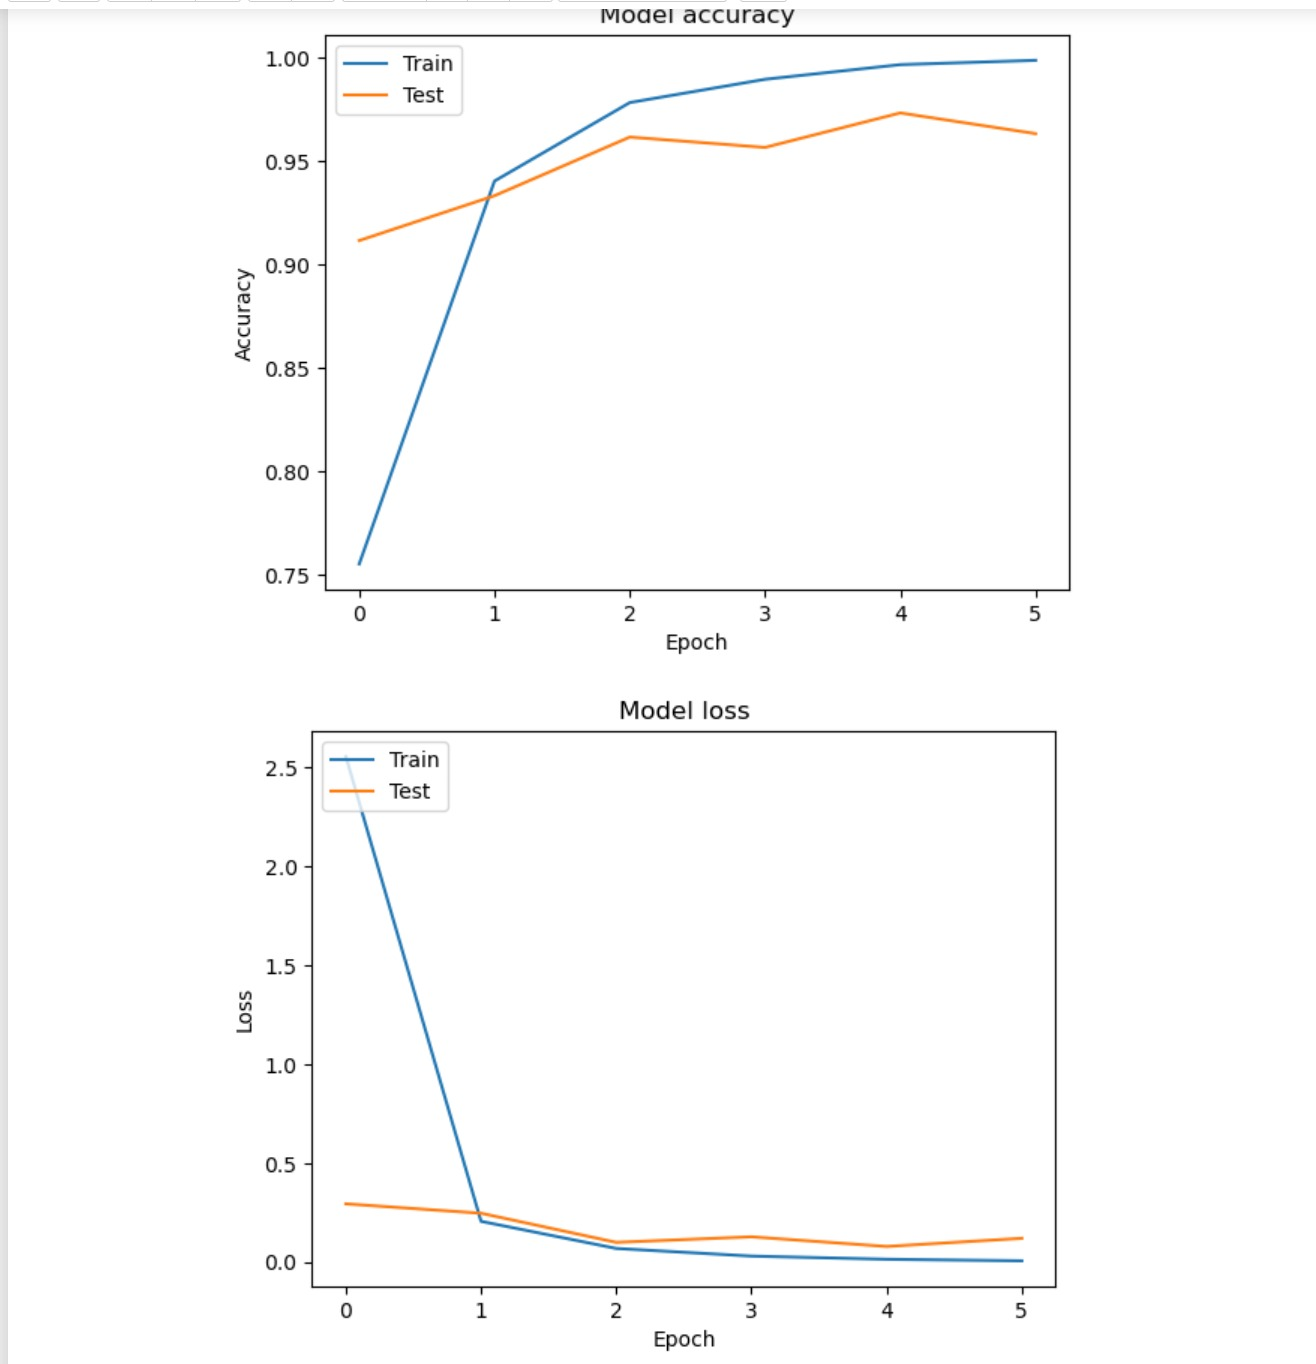 Model accuracy
Train
Test
1.00
0.95
0.90
0.85
0.80
0.75
Accuracy
0 1 2 3 4 5
Epoch
Model loss
Train
Test
2.5
2.0
1.5
1.0
0.5
0.0
Loss
0 1 2 3 4 5
Epoch